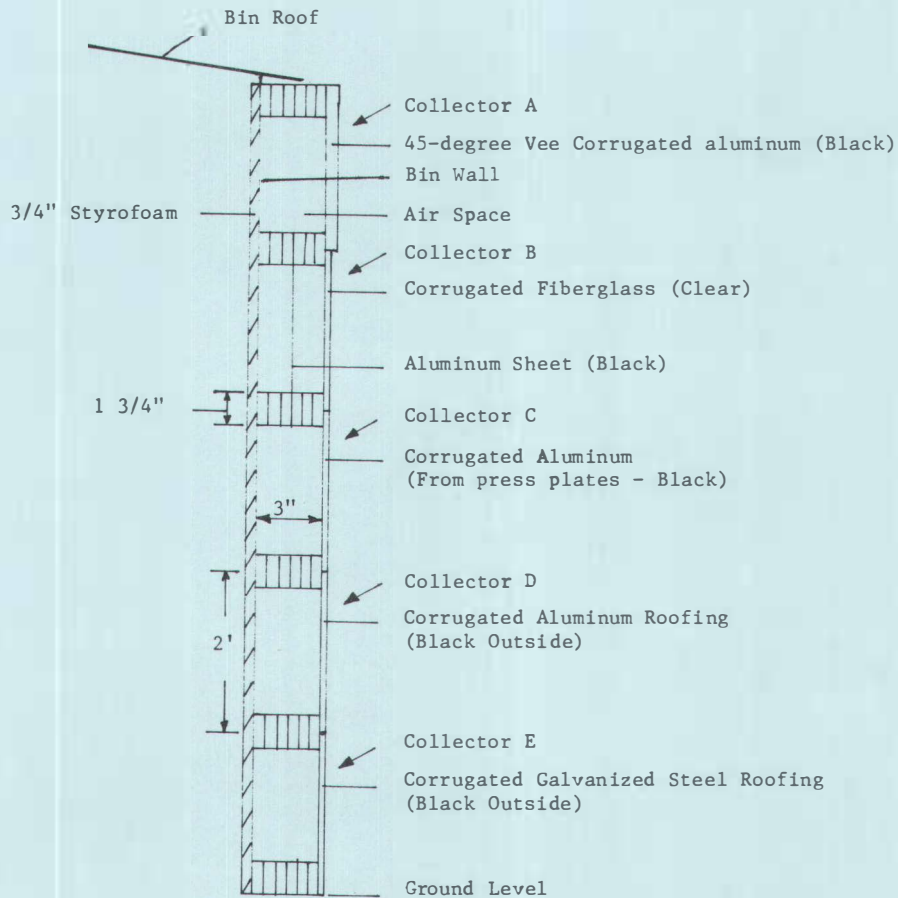 Bin Roof
Collector A
45-degree Vee Corrugated aluminum (Black)
Bin Wall
3/4" Styrofoam
Air Space
Collector B
Corrugated Fiberglass (Clear)
Aluminum Sheet (Black)
1 3/4"
Collector C
Corrugated Aluminum
(From press plates - Black)
3"
Collector D
Corrugated Aluminum Roofing
(Black Outside)
2'
Collector E
Corrugated Galvanized Steel Roofing
(Black Outside)
Ground Level